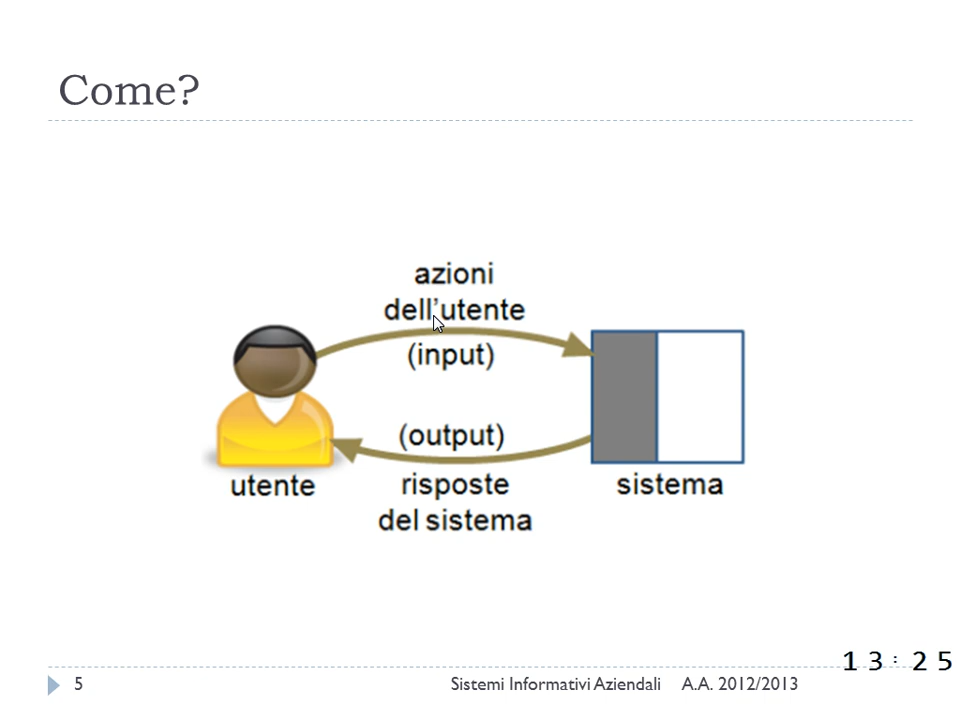 Come?
azioni
dell'utente
(input)
(output)
utente
risposte
del sistema
sistema
13:25
5
Sistemi Informativi Aziendali A.A. 2012/2013